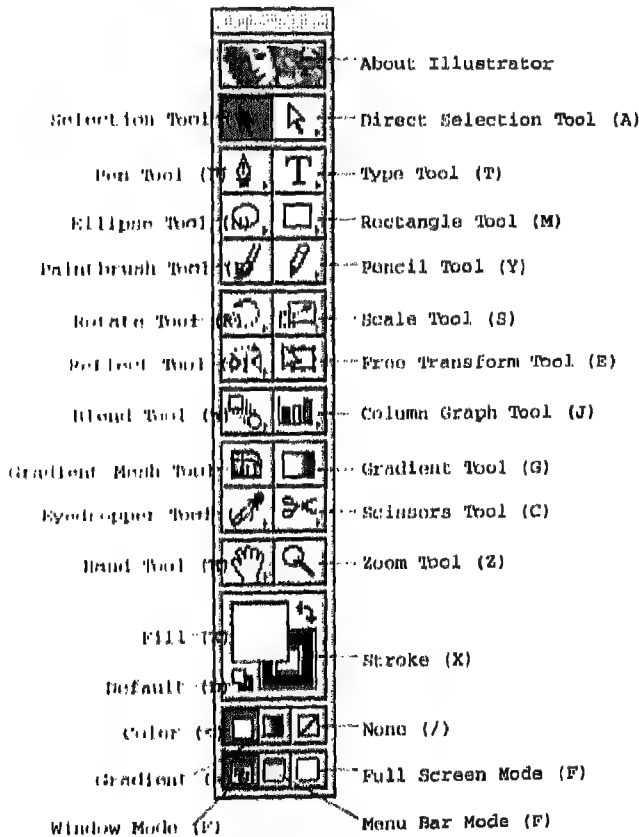 About Illustrator
Selection Tool
Direct Selection Tool (A)
Pen Tool
Type Tool (T)
Ellipse Tool (N)
Rectangle Tool (M)
Paintbrush Tool
Pencil Tool (Y)
Rotate Tool
Scale Tool (S)
Reflect Tool
Free Transform Tool (E)
Blend Tool
Column Graph Tool (J)
Gradient Mesh Tool
Gradient Tool (G)
Eyedropper Tool
Scissors Tool (C)
Hand Tool
Zoom Tool (Z)
Fill (X)
Stroke (X)
Default
Color
None (/)
Gradient
Full Screen Mode (F)
Window Mode (F)
Menu Bar Mode (F)